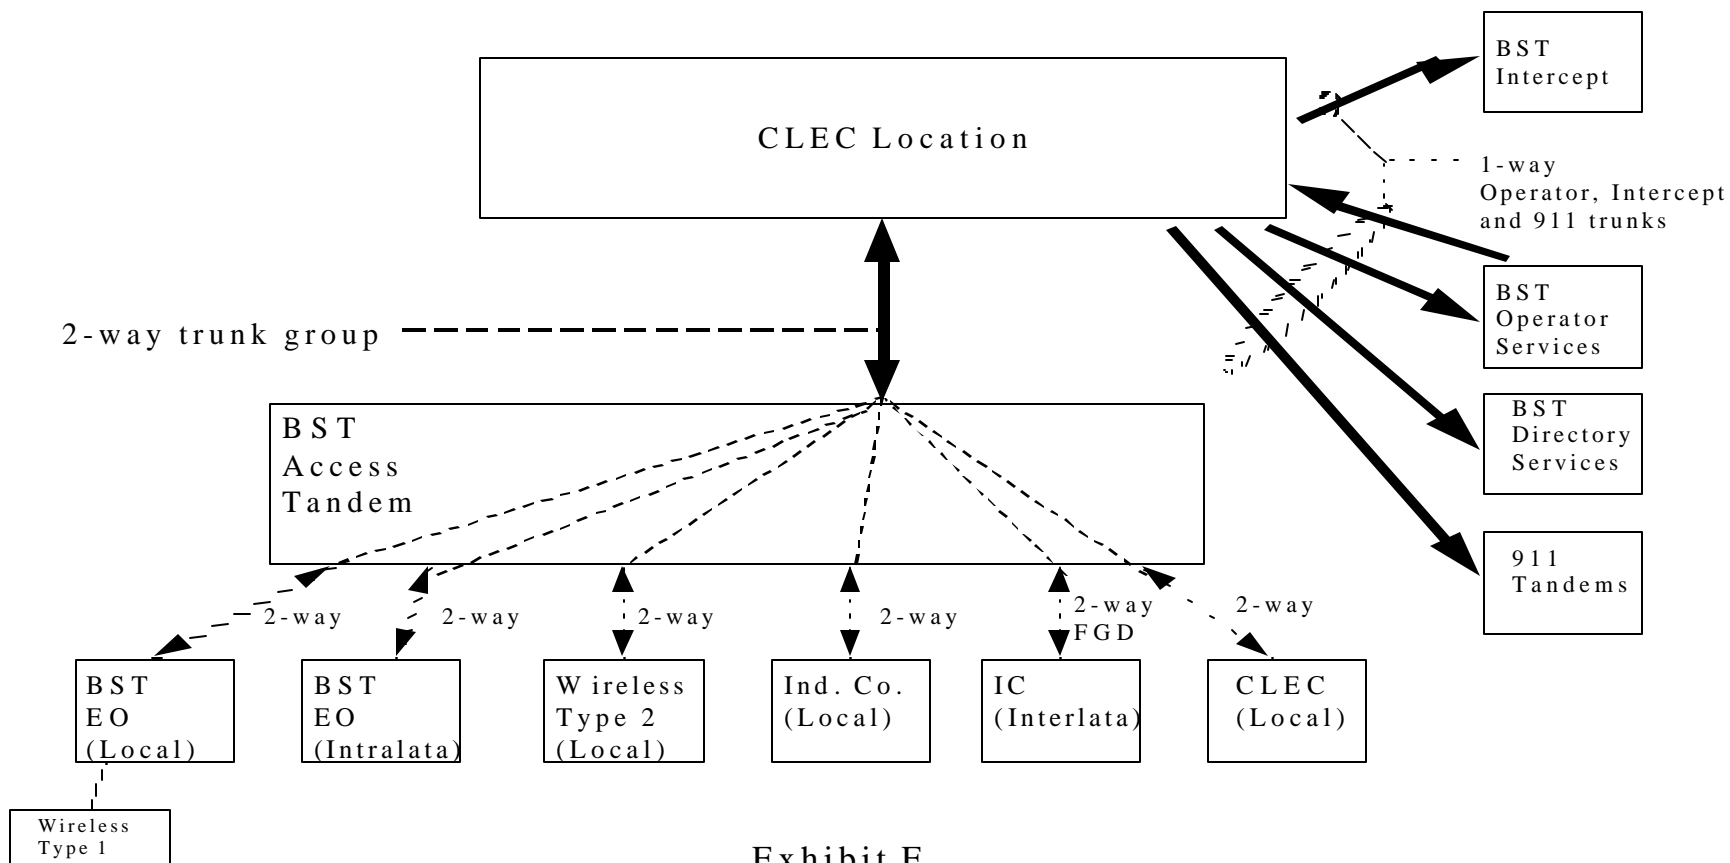 BST
Intercept
CLEC Location
1-way
Operator, Intercept
and 911 trunks
BST
Operator
Services
2-way trunk group
BST
Directory
Services
BST
Access
Tandem
911
Tandems
2-way
2-way
2-way
2-way
2-way
FGD
2-way
BST
EO
(Local)
BST
EO
(Intralata)
Wireless
Type 2
(Local)
Ind. Co.
(Local)
IC
(Interlata)
CLEC
(Local)
Wireless
Type 1
Exhibit E